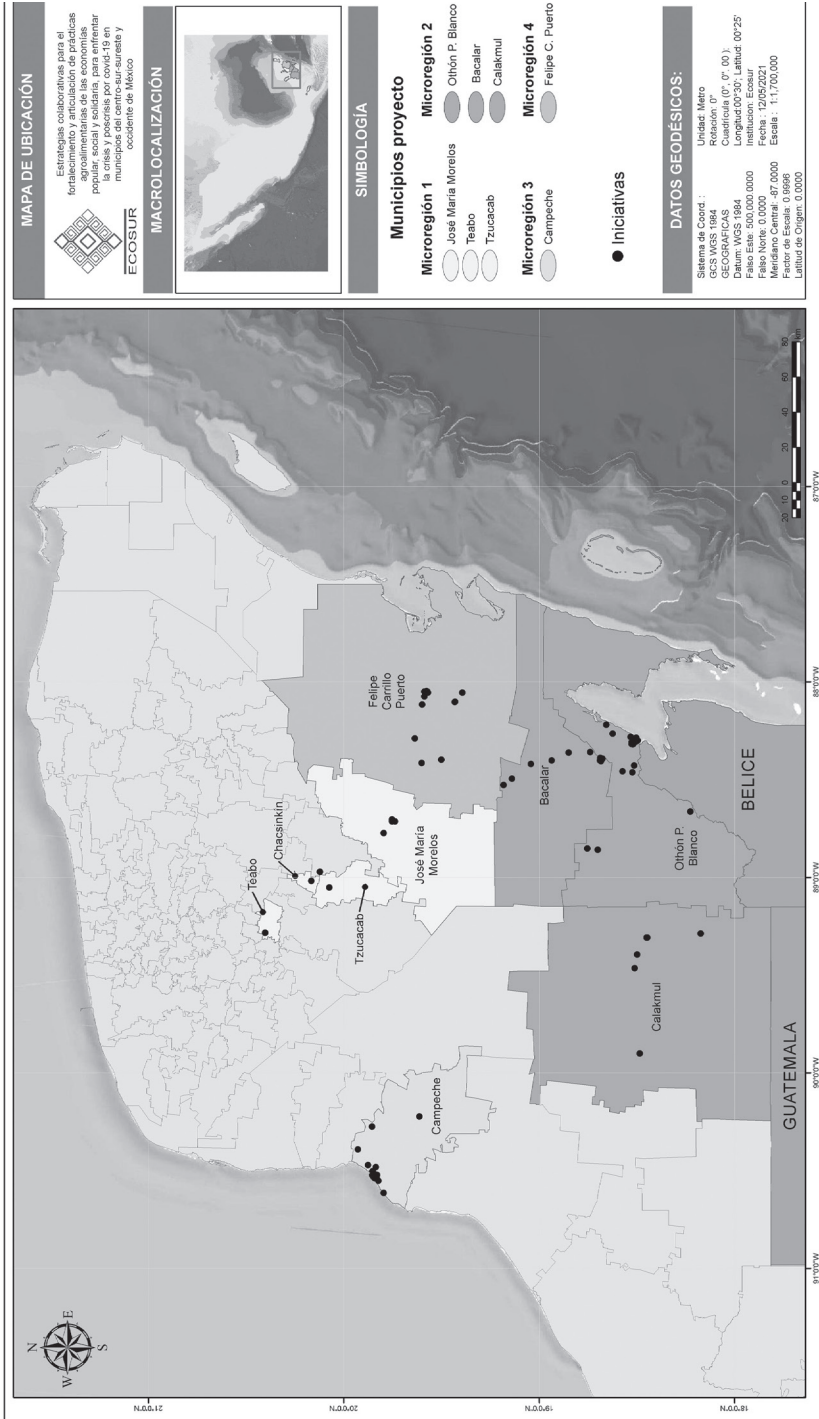 MAPA DE UBICACIÓN
Estrategias colaborativas para el
fortalecimiento y articulación de prácticas
agroalimentarias de las economías
popular, social y solidaria, para enfrentar
la crisis y poscrisis por covid-19 en
municipios del centro-sur-sureste y
occidente de México
ECOSUR
MACROLOCALIZACIÓN
SIMBOLOGÍA
Municipios proyecto
Microregión 1
José María Morelos
Teabo
Tzucacab
Microregión 2
Othón P. Blanco
Bacalar
Calakmul
Microregión 3
Campeche
Microregión 4
Felipe C. Puerto
Iniciativas
DATOS GEODÉSICOS:
Sistema de Coord. :
GCS WGS 1984
GEOGRAFICAS
Datum: WGS 1984
Falso Este: 500,000.0000
Falso Norte: 0.0000
Meridiano Central: -87.0000
Factor de Escala: 0.9996
Latitud de Origen: 0.0000
Unidad: Metro
Rotación: 0°
Cuadrícula (0°, 0', 00 ):
Longitud:00°30'; Latitud: 00°25'
Institucion: Ecosur
Fecha : 12/05/2021
Escala : 1:1,700,000
N
W
E
S
Teabo
Chacsinkin
Tzucacab
José María
Morelos
Felipe
Carrillo
Puerto
Campeche
Bacalar
Calakmul
Othón P.
Blanco
BELICE
GUATEMALA
20 10 0 20 40 60 80
km
91°0'0"W
90°0'0"W
89°0'0"W
88°0'0"W
87°0'0"W
21°0'0"N
20°0'0"N
19°0'0"N
18°0'0"N